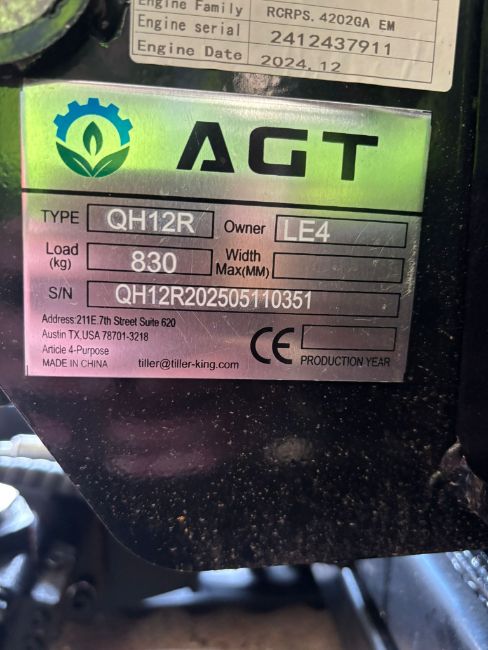 Engine Family RCRPS.4202GA EM
Engine serial 2412437911
Engine Date 2024.12
AGT
TYPE QH12R Owner LE4
Load (kg) 830 Width Max(MM)
S/N QH12R202505110351
Address:211E.7th Street Suite 620
Austin TX,USA 78701-3218
Article 4-Purpose
MADE IN CHINA tiller@tiller-king.com
CE PRODUCTION YEAR